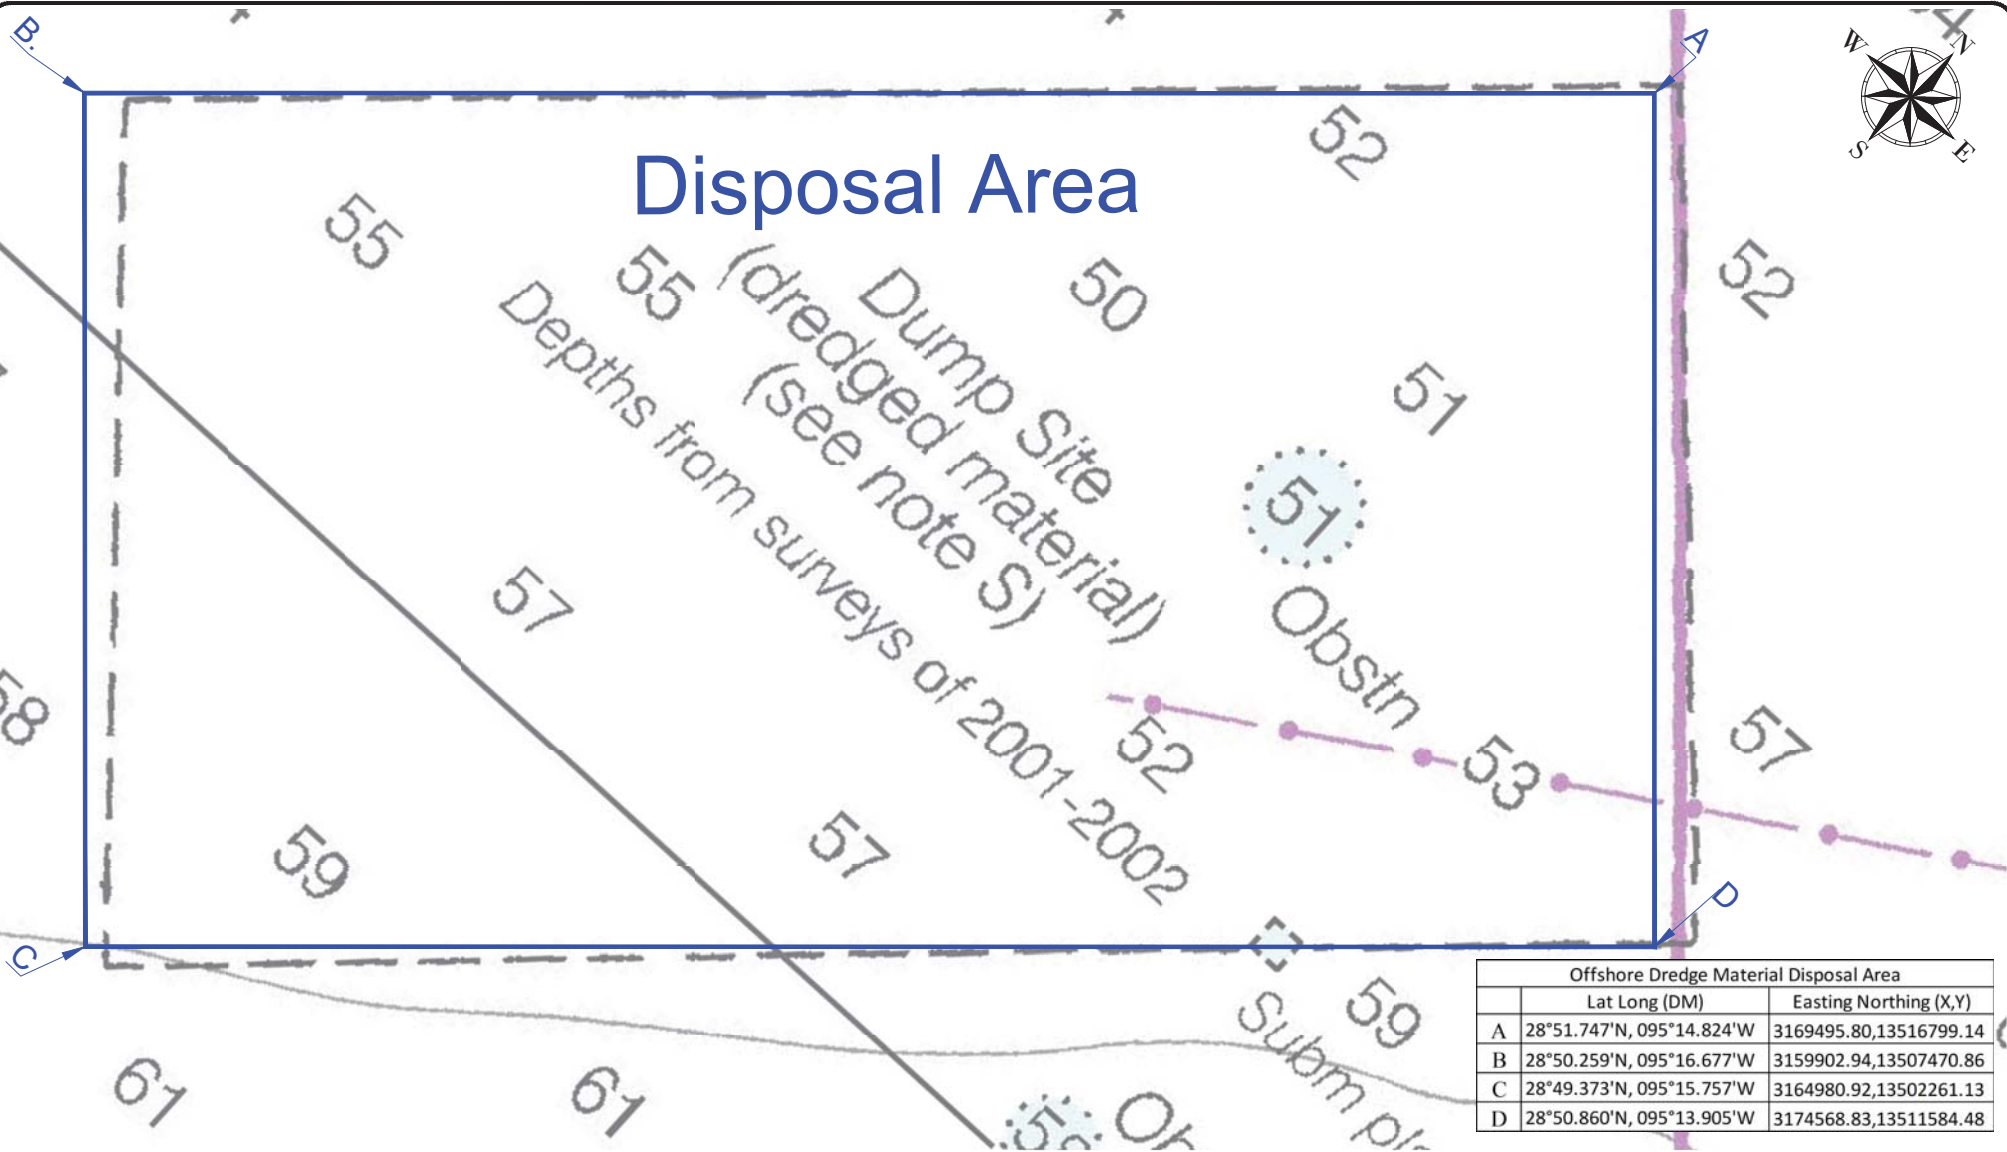 B.
A
W
N
S
E
Disposal Area
52
55
55
50
52
Dump Site
(dredged material)
(see note S)
Depths from surveys of 2001-2002
51
51
Obstn
57
58
52
53
57
59
57
D
C
59
Subm
61
61
Offshore Dredge Material Disposal Area
Lat Long (DM) Easting Northing (X,Y)
A 28°51.747'N, 095°14.824'W 3169495.80,13516799.14
B 28°50.259'N, 095°16.677'W 3159902.94,13507470.86
C 28°49.373'N, 095°15.757'W 3164980.92,13502261.13
D 28°50.860'N, 095°13.905'W 3174568.83,13511584.48